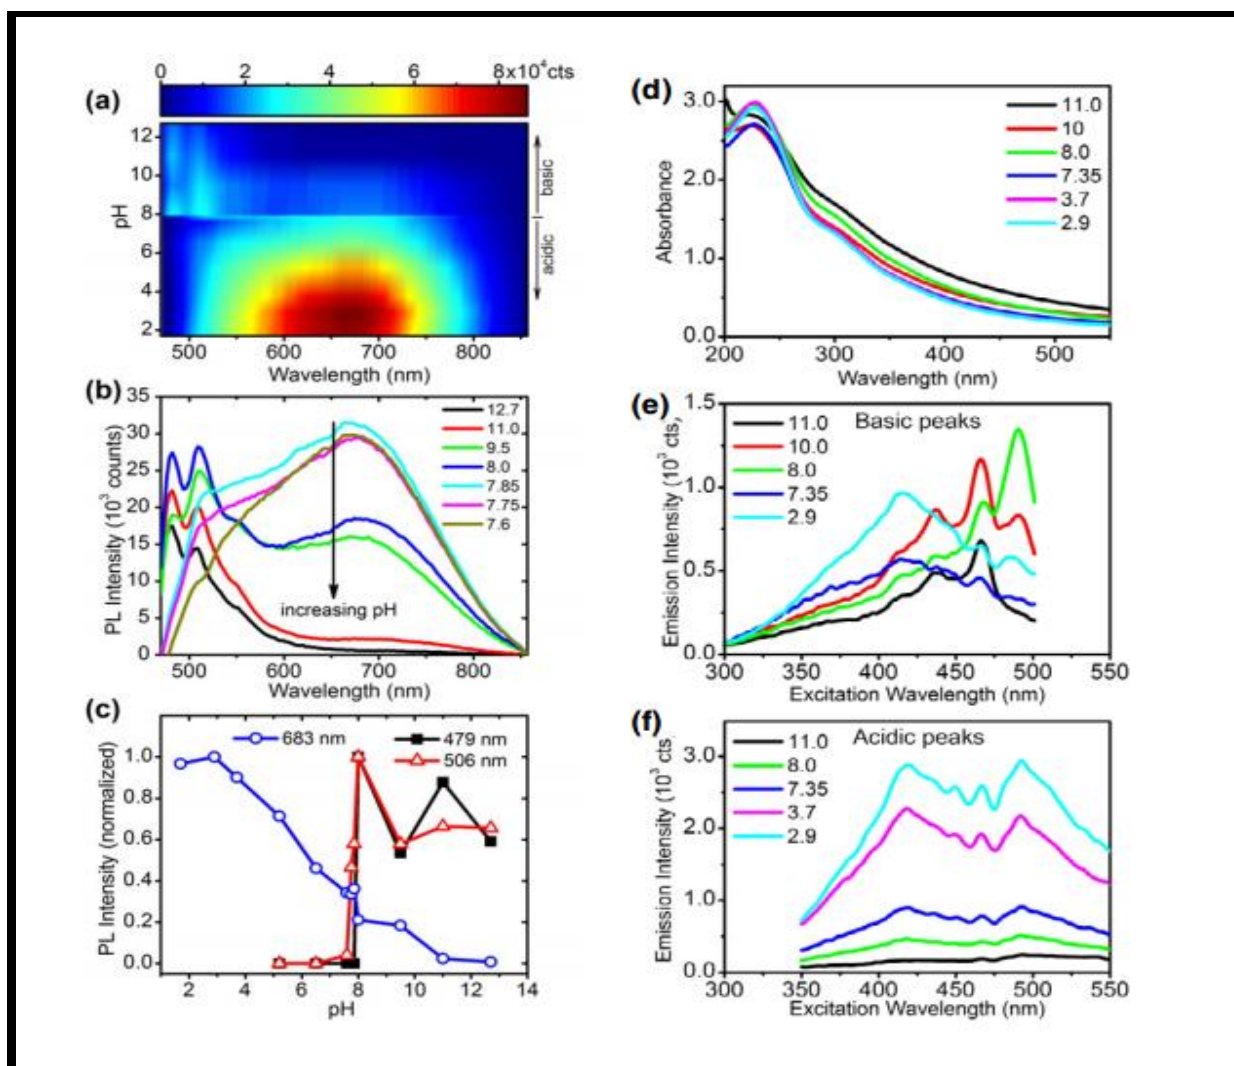 (a)
0 2 4 6 8x10⁴cts
12
10
8
6
4
2
pH
basic
acidic
500 600 700 800
Wavelength (nm)
(b)
35
30
25
20
15
10
5
0
PL Intensity (10³ counts)
12.7
11.0
9.5
8.0
7.85
7.75
7.6
increasing pH
500 600 700 800
Wavelength (nm)
(c)
683 nm
479 nm
506 nm
1.0
0.8
0.6
0.4
0.2
0.0
PL Intensity (normalized)
2 4 6 8 10 12 14
pH
(d)
3.0
2.0
1.0
0.0
Absorbance
11.0
10
8.0
7.35
3.7
2.9
200 300 400 500
Wavelength (nm)
(e)
Basic peaks
1.5
1.0
0.5
0.0
Emission Intensity (10³ cts,
11.0
10.0
8.0
7.35
2.9
300 350 400 450 500 550
Excitation Wavelength (nm)
(f)
Acidic peaks
3.0
2.0
1.0
0.0
Emission Intensity (10³ cts
11.0
8.0
7.35
3.7
2.9
300 350 400 450 500 550
Excitation Wavelength (nm)